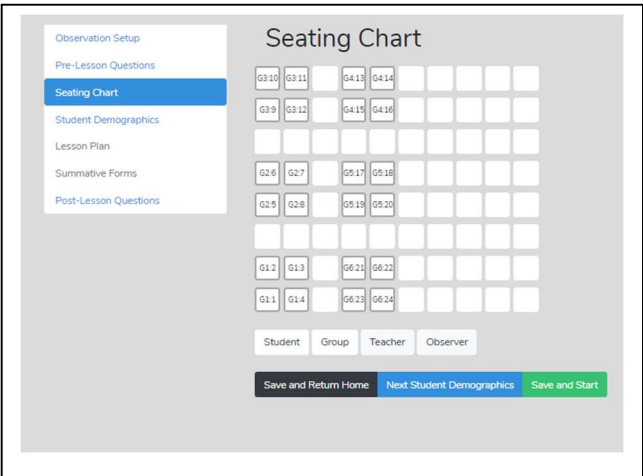 Observation Setup
Pre-Lesson Questions
Seating Chart
Student Demographics
Lesson Plan
Summative Forms
Post-Lesson Questions
Seating Chart
G3:10 G3:11 G4:13 G4:14
G3:9 G3:12 G4:15 G4:16
G2:6 G2:7 G5:17 G5:18
G2:5 G2:8 G5:19 G5:20
G1:2 G1:3 G6:21 G6:22
G1:1 G1:4 G6:23 G6:24
Student Group Teacher Observer
Save and Return Home Next Student Demographics Save and Start